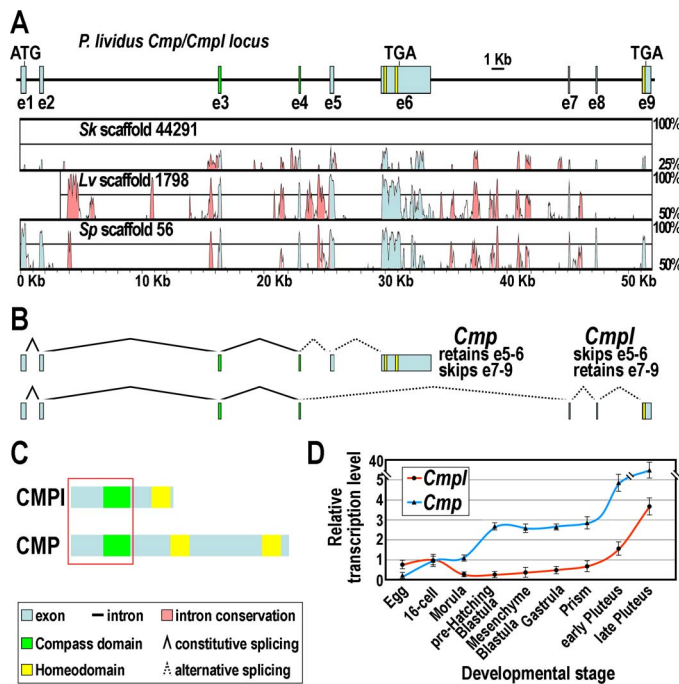 A
P. lividus Cmp/Cmpl locus
ATG
TGA
1 Kb
TGA
e1 e2 e3 e4 e5 e6 e7 e8 e9
Sk scaffold 44291
100%
25%
Lv scaffold 1798
100%
50%
Sp scaffold 56
100%
50%
0 Kb 10 Kb 20 Kb 30 Kb 40 Kb 50 Kb
B
Cmp
retains e5-6
skips e7-9
Cmpl
skips e5-6
retains e7-9
C
CMPl
CMP
exon
intron
intron conservation
Compass domain
constitutive splicing
Homeodomain
alternative splicing
D
Relative
transcription level
40
5
4
3
2
1
0
Cmpl
Cmp
Egg
16-cell
Morula
pre-Hatching
Blastula
Mesenchyme
Blastula
Gastrula
Prism
early Pluteus
late Pluteus
Developmental stage